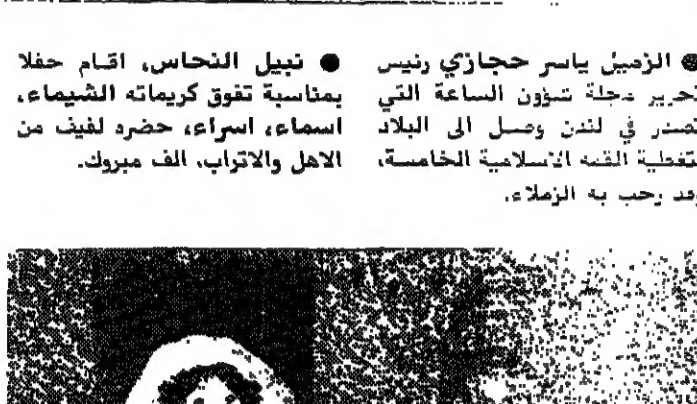 ● الزميل ياسر حجازي رئيس
تحرير مجلة شؤون الساعة التي
تصدر في لندن وصل الى البلاد
لتغطية القمه الاسلامية الخامسة،
وقد رحب به الزملاء.
● نبيل النحاس، اقام حفلا
بمناسبة تفوق كريماته الشيماء،
اسماء، اسراء، حضره لفيف من
الاهل والاتراب، الف مبروك.